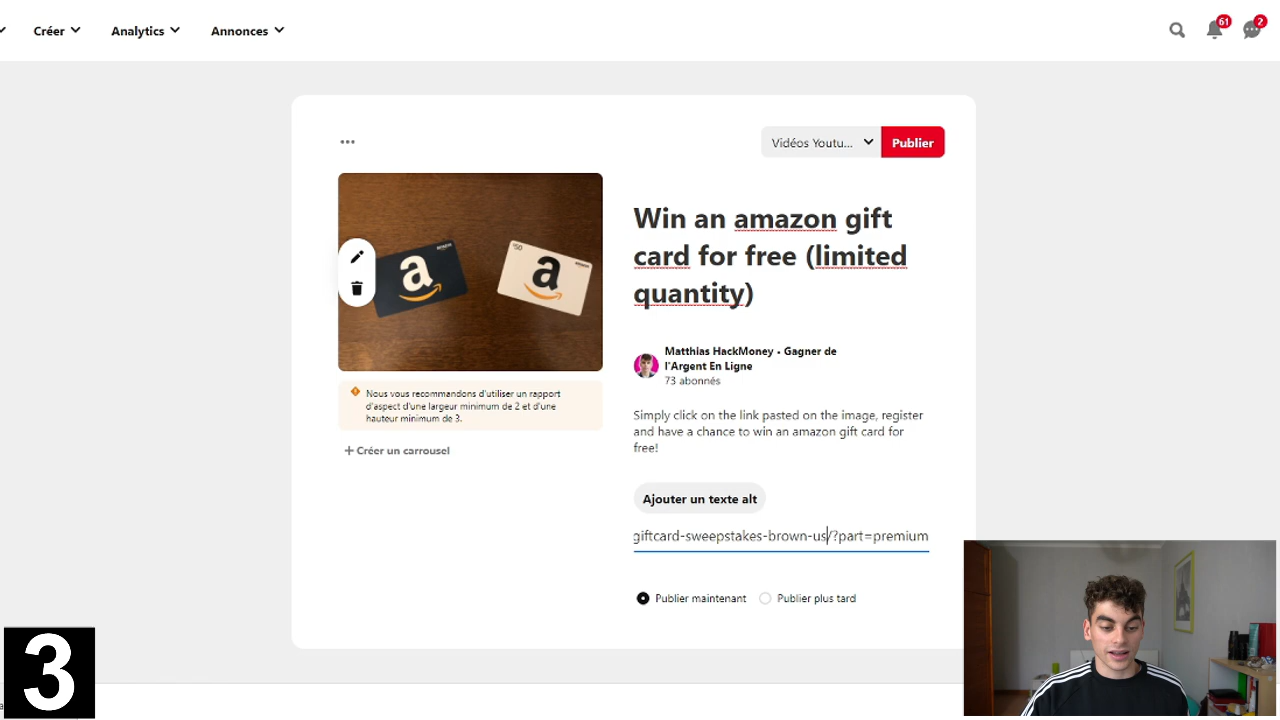 Créer
Analytics
Annonces
61
2
Vidéos Youtu...
Publier
Win an amazon gift
card for free (limited
quantity)
$50
amazon
a
a
Matthias HackMoney • Gagner de
l'Argent En Ligne
73 abonnés
Nous vous recommandons d'utiliser un rapport
d'aspect d'une largeur minimum de 2 et d'une
hauteur minimum de 3.
+ Créer un carrousel
Simply click on the link pasted on the image, register
and have a chance to win an amazon gift card for
free!
Ajouter un texte alt
giftcard-sweepstakes-brown-us/?part=premium
Publier maintenant
Publier plus tard
3